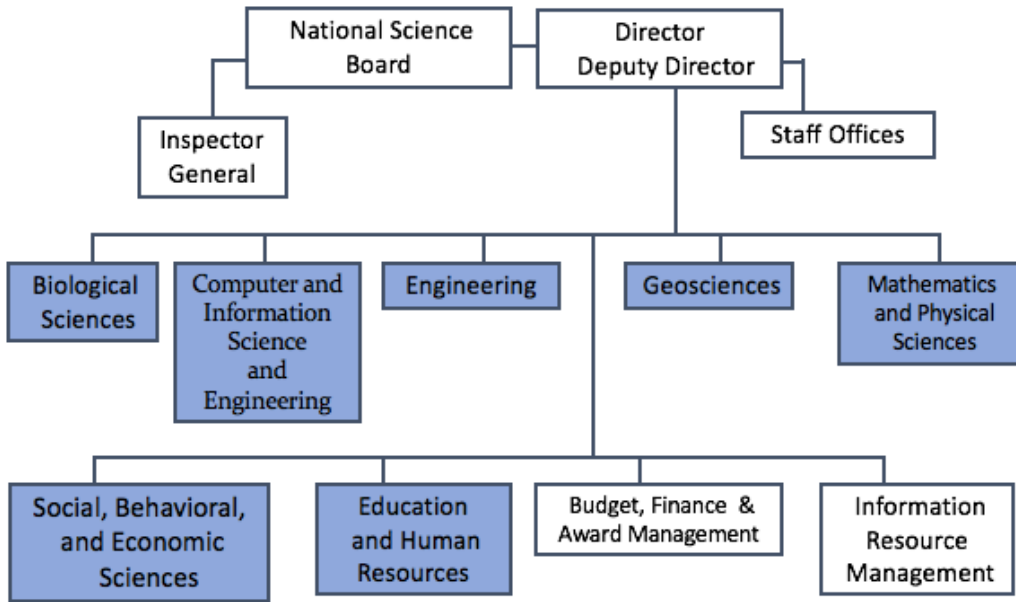 National Science
Board
Director
Deputy Director
Inspector
General
Staff Offices
Biological
Sciences
Computer and
Information
Science
and
Engineering
Engineering
Geosciences
Mathematics
and Physical
Sciences
Social, Behavioral,
and Economic
Sciences
Education
and Human
Resources
Budget, Finance &
Award Management
Information
Resource
Management